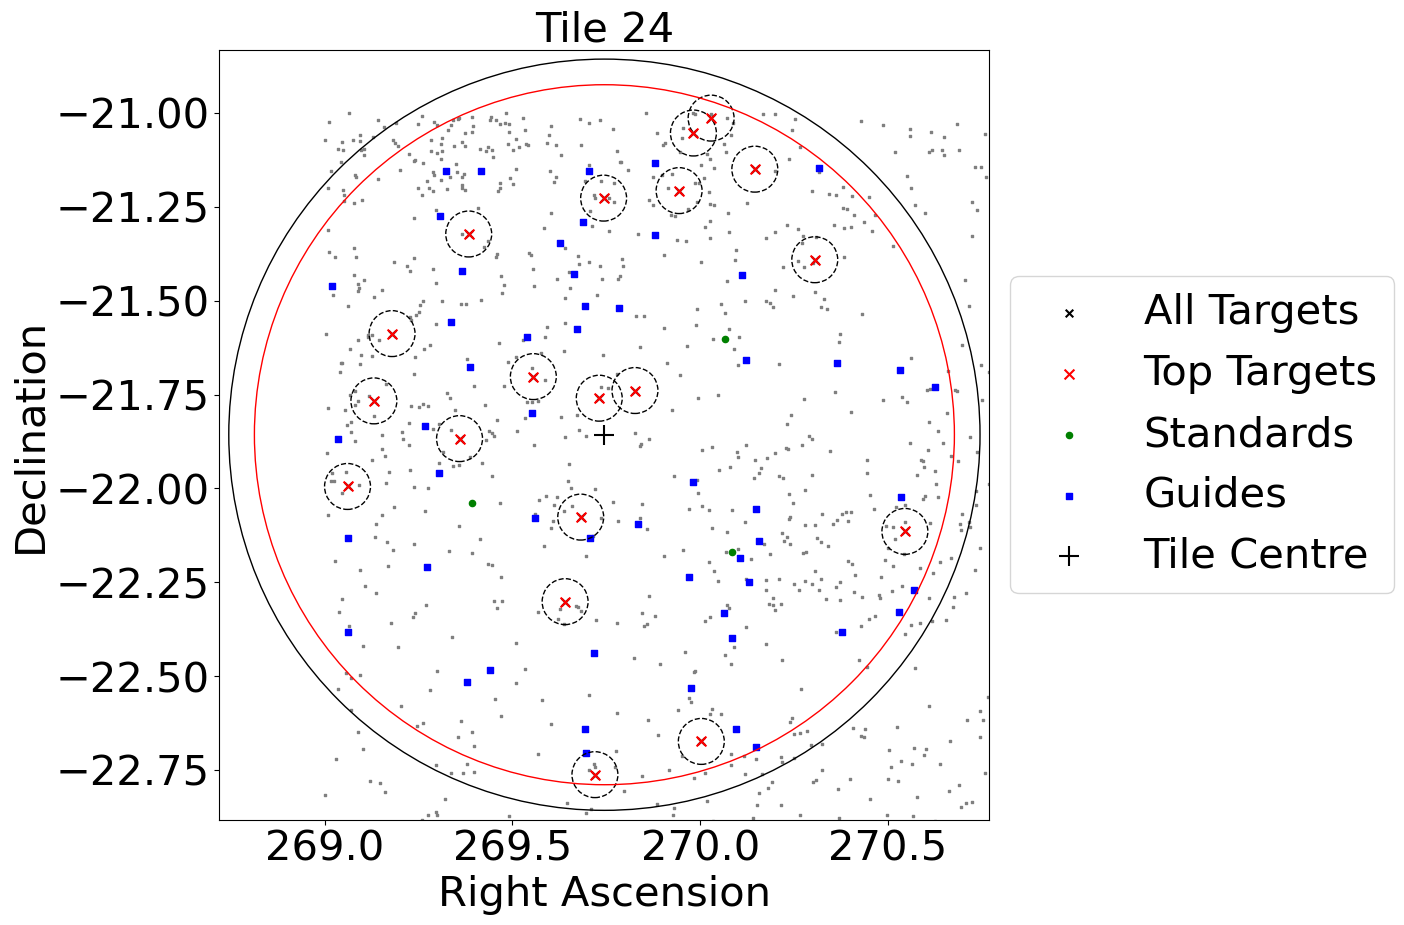 Tile 24
Declination
−21.00
−21.25
−21.50
−21.75
−22.00
−22.25
−22.50
−22.75
269.0 269.5 270.0 270.5
Right Ascension
All Targets
Top Targets
Standards
Guides
Tile Centre